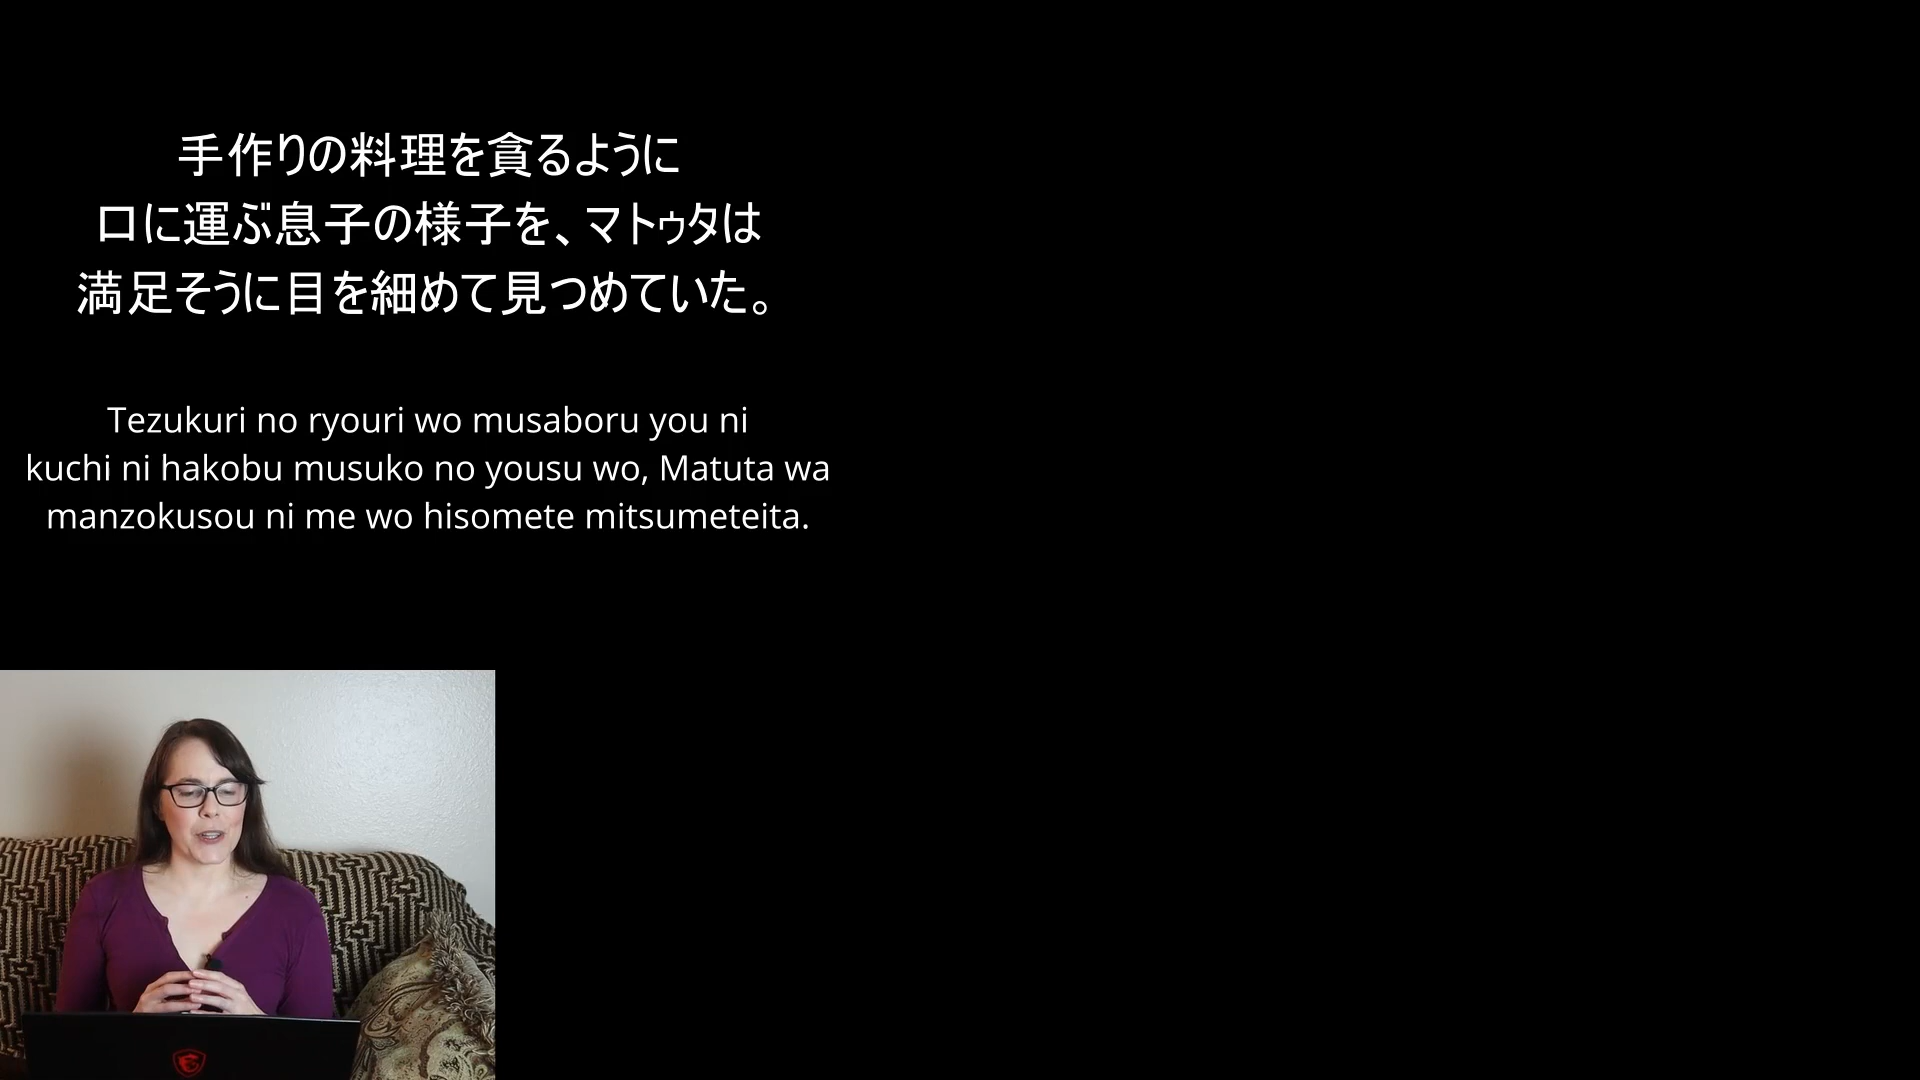 手作りの料理を貪るように
口に運ぶ息子の様子を、マトゥタは
満足そうに目を細めて見つめていた。
Tezukuri no ryouri wo musaboru you ni
kuchi ni hakobu musuko no yousu wo, Matuta wa
manzokusou ni me wo hisomete mitsumeteita.